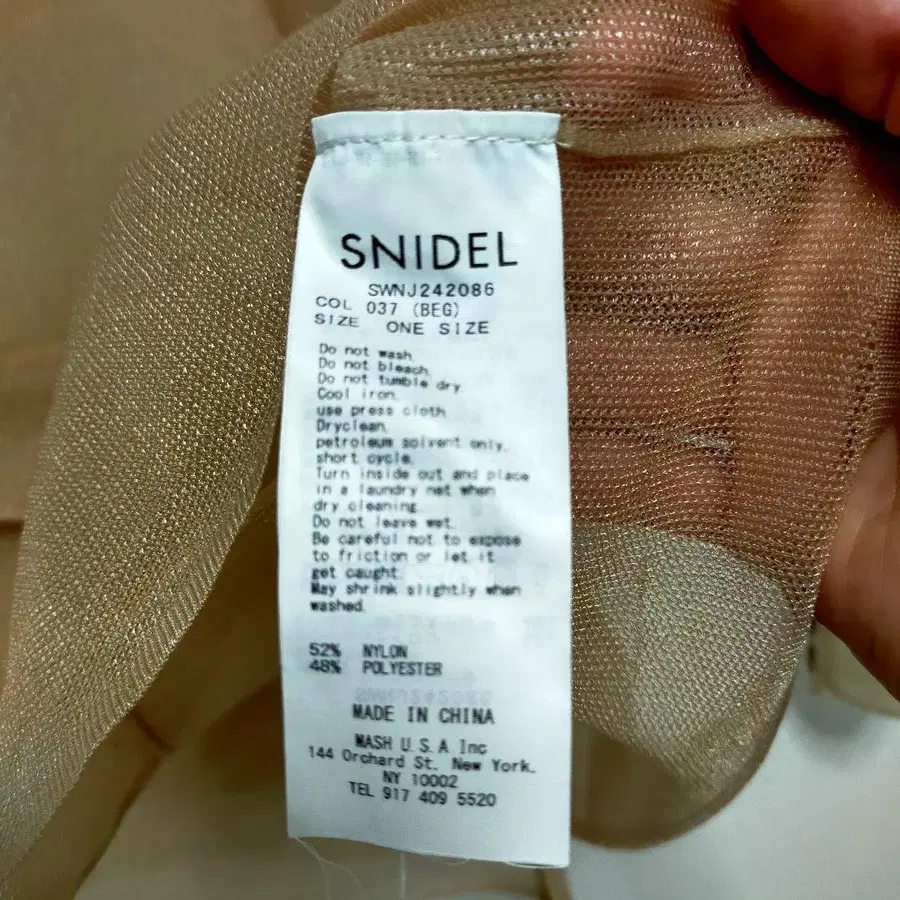 SNIDEL
SWNJ242086
COL 037 (BEG)
SIZE ONE SIZE
Do not wash.
Do not bleach.
Do not tumble dry.
Cool iron.
use press cloth.
Dryclean.
petroleum solvent only.
short cycle.
Turn inside out and place
in a laundry net when
dry cleaning.
Do not leave wet.
Be careful not to expose
to friction or let it
get caught.
May shrink slightly when
washed.
52% NYLON
48% POLYESTER
MADE IN CHINA
MASH U.S.A Inc
144 Orchard St. New York.
NY 10002
TEL 917 409 5520